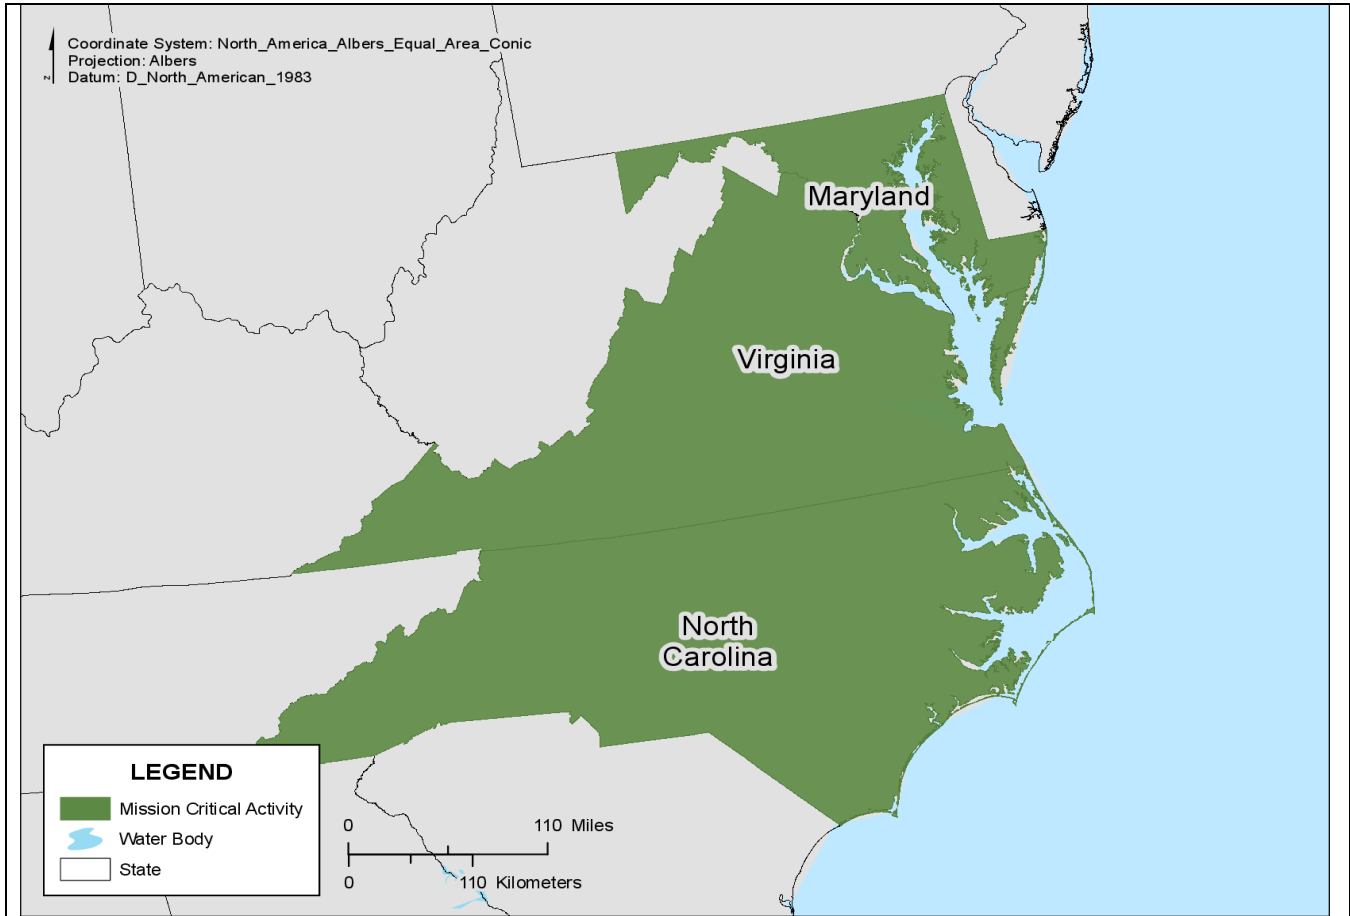 Coordinate System: North_America_Albers_Equal_Area_Conic
Projection: Albers
Datum: D_North_American_1983
z
Maryland
Virginia
North
Carolina
LEGEND
Mission Critical Activity
Water Body
State
0 110 Miles
0 110 Kilometers